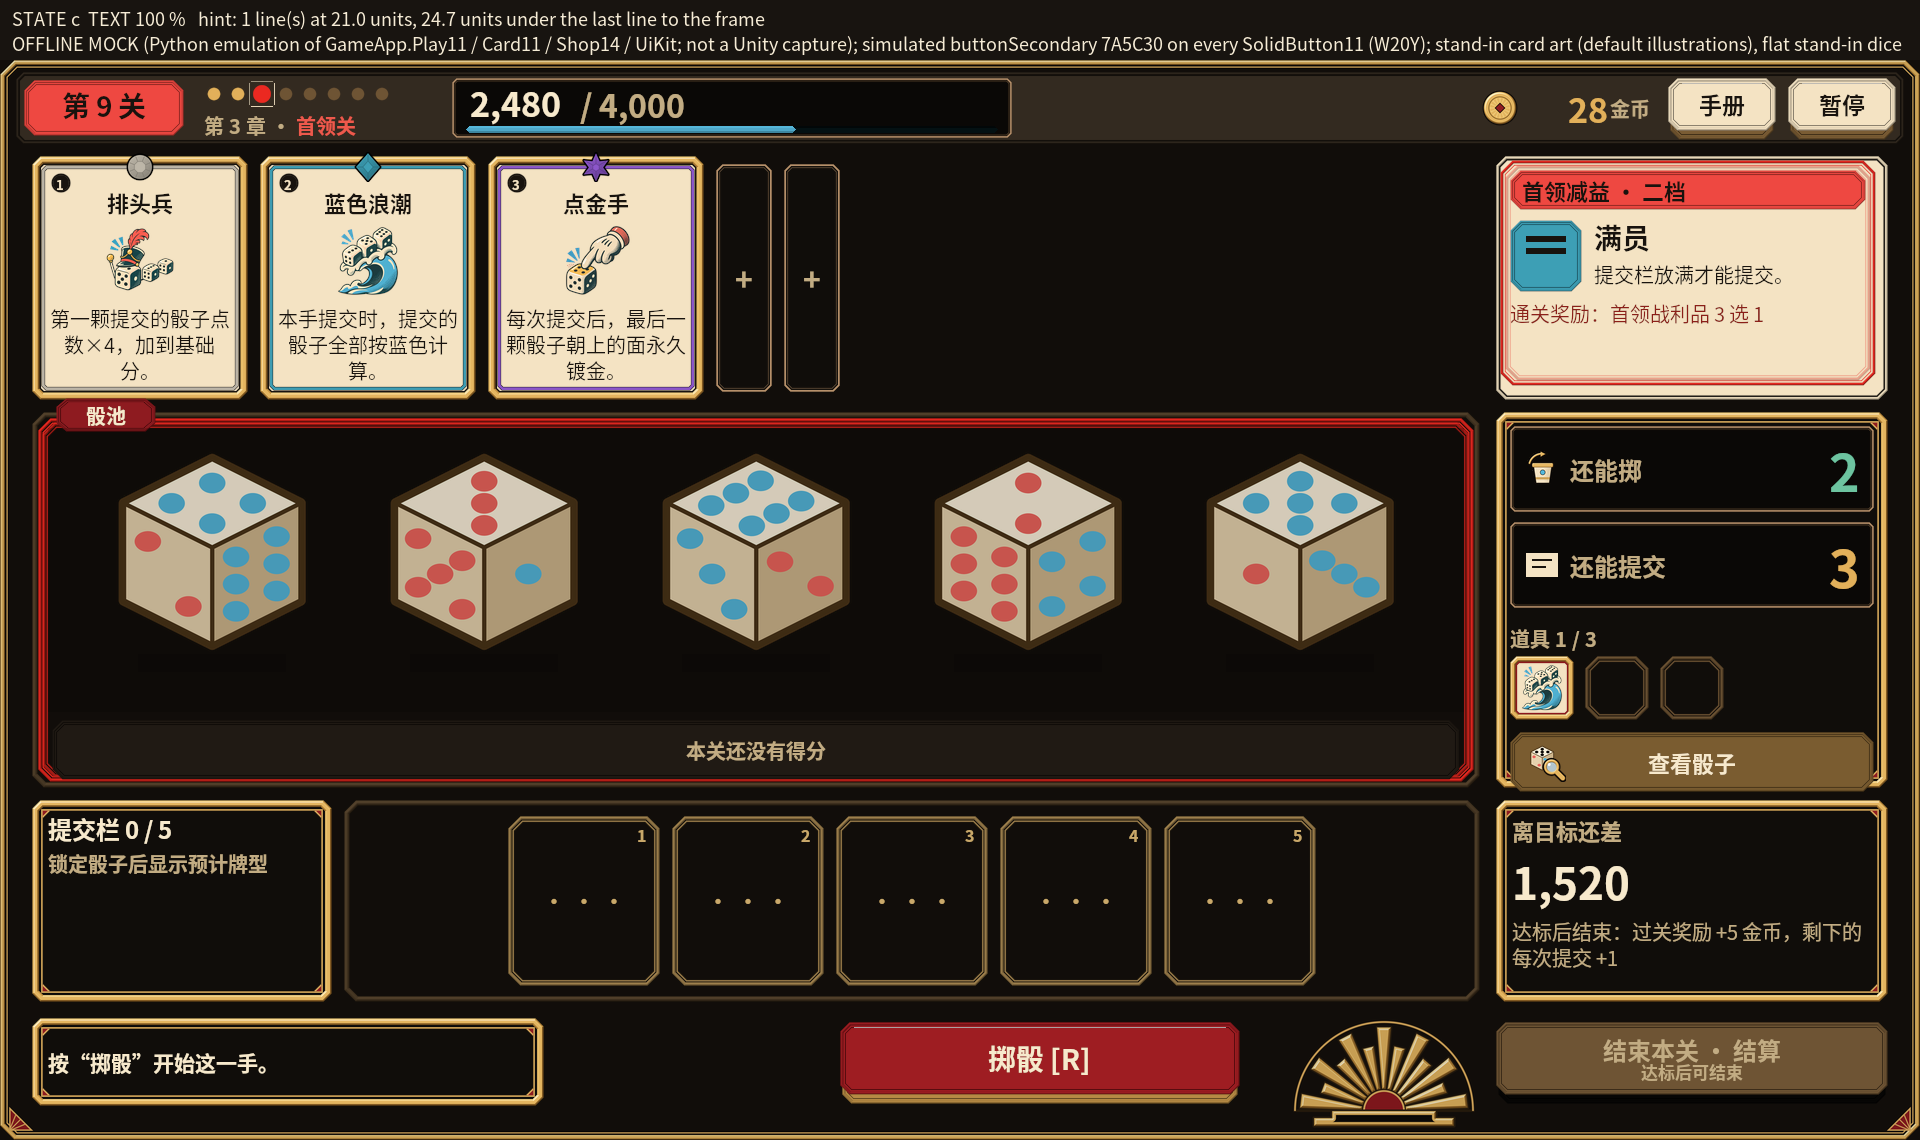 STATE c TEXT 100 % hint: 1 line(s) at 21.0 units, 24.7 units under the last line to the frame
OFFLINE MOCK (Python emulation of GameApp.Play11 / Card11 / Shop14 / UiKit; not a Unity capture); simulated buttonSecondary 7A5C30 on every SolidButton11 (W20Y); stand-in card art (default illustrations), flat stand-in dice
第 9 关
第 3 章 · 首领关
2,480 / 4,000
28金币
手册
暂停
1
排头兵
第一颗提交的骰子点
数×4，加到基础
分。
2
蓝色浪潮
本手提交时，提交的
骰子全部按蓝色计
算。
3
点金手
每次提交后，最后一
颗骰子朝上的面永久
镀金。
+
+
首领减益 · 二档
满员
提交栏放满才能提交。
通关奖励：首领战利品 3 选 1
骰池
本关还没有得分
还能掷
2
还能提交
3
道具 1 / 3
查看骰子
提交栏 0 / 5
锁定骰子后显示预计牌型
1
2
3
4
5
离目标还差
1,520
达标后结束：过关奖励 +5 金币，剩下的
每次提交 +1
按“掷骰”开始这一手。
掷骰 [R]
结束本关 · 结算
达标后可结束